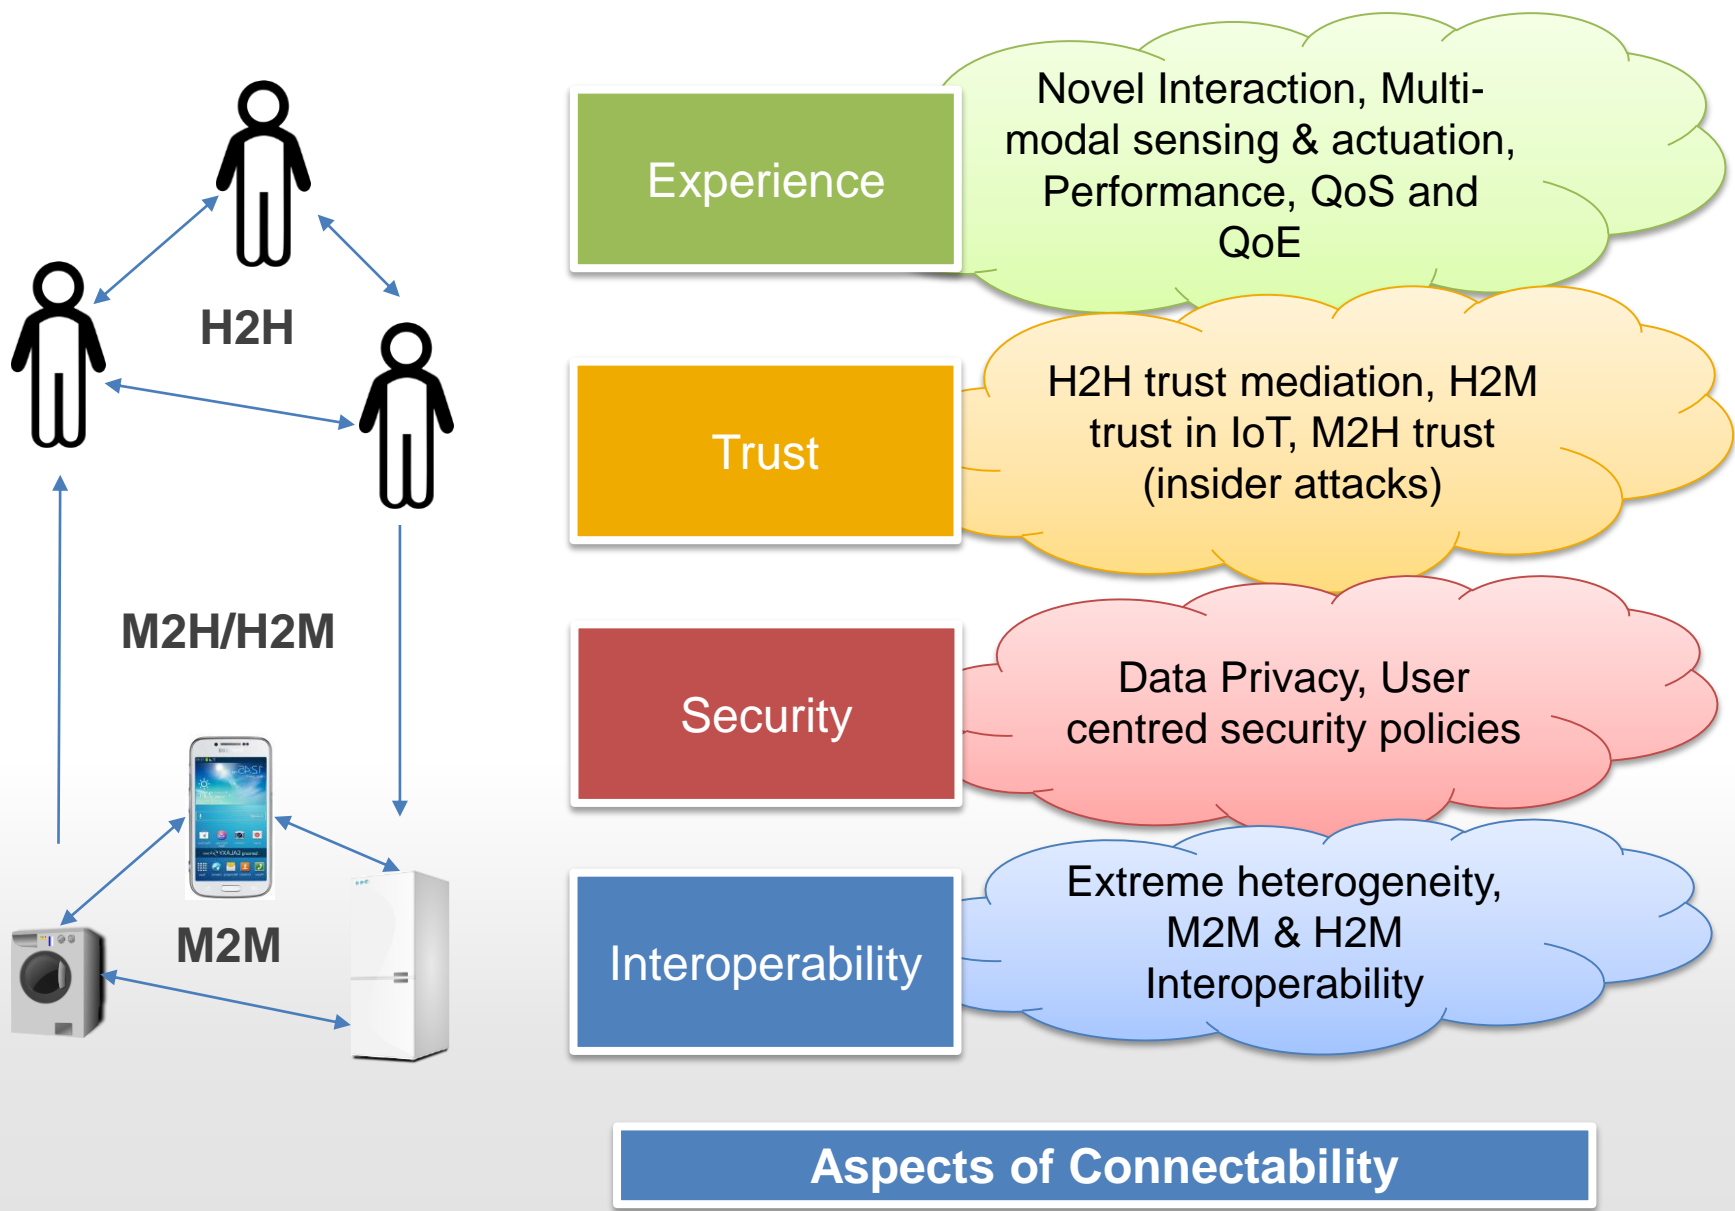 H2H
M2H/H2M
M2M
Experience
Novel Interaction, Multi-
modal sensing & actuation,
Performance, QoS and
QoE
Trust
H2H trust mediation, H2M
trust in IoT, M2H trust
(insider attacks)
Security
Data Privacy, User
centred security policies
Interoperability
Extreme heterogeneity,
M2M & H2M
Interoperability
Aspects of Connectability